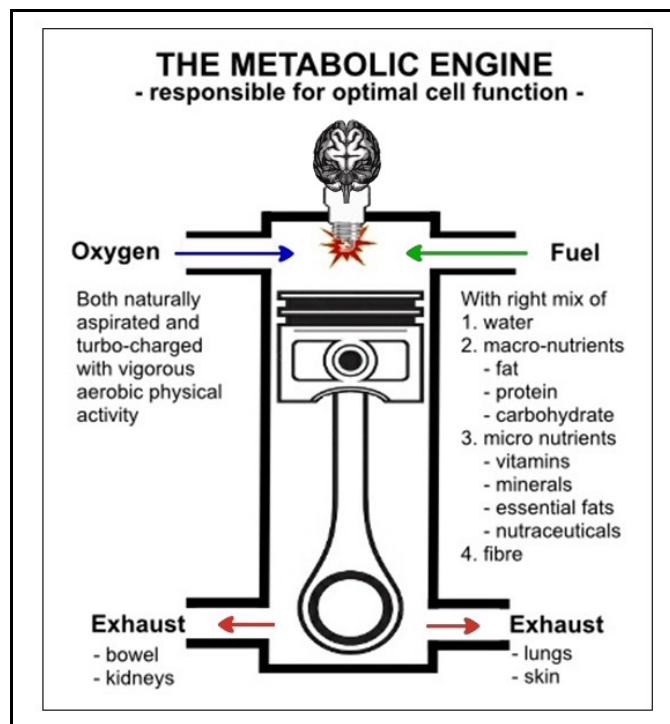 THE METABOLIC ENGINE
- responsible for optimal cell function -
Oxygen
Both naturally
aspirated and
turbo-charged
with vigorous
aerobic physical
activity
Fuel
With right mix of
1. water
2. macro-nutrients
- fat
- protein
- carbohydrate
3. micro nutrients
- vitamins
- minerals
- essential fats
- nutraceuticals
4. fibre
Exhaust
- bowel
- kidneys
Exhaust
- lungs
- skin